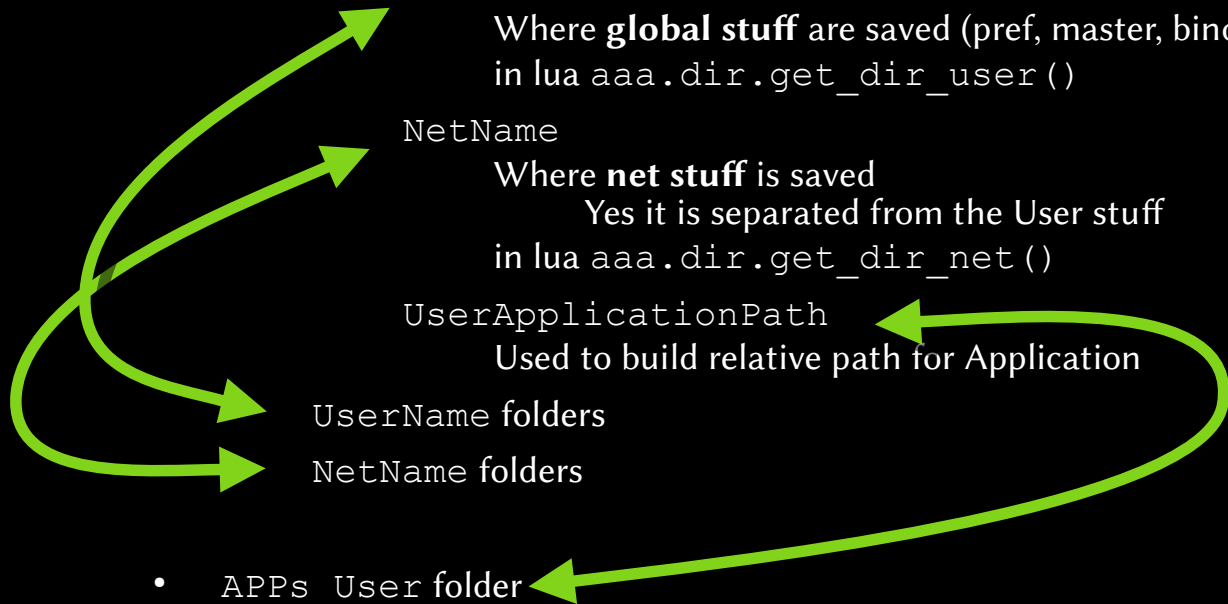 Where global stuff are saved (pref, master,
in lua aaa.dir.get_dir_user()
NetName
Where net stuff is saved
Yes it is separated from the User stuff
in lua aaa.dir.get_dir_net()
UserApplicationPath
Used to build relative path for Application
UserName folders
NetName folders
• APPs User folder